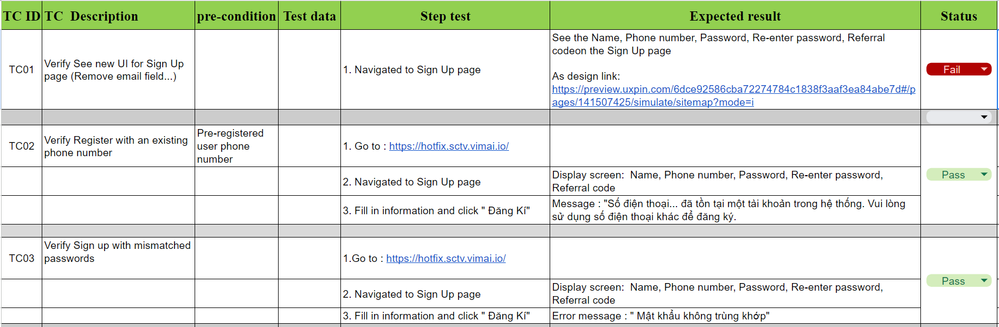 TC ID TC Description pre-condition Test data Step test Expected result Status
TC01
Verify See new UI for Sign Up
page (Remove email field...)
1. Navigated to Sign Up page
See the Name, Phone number, Password, Re-enter password, Referral
codeon the Sign Up page
As design link:
https://preview.uxpin.com/6dce92586cba72274784c1838f3aaf3ea84abe7d#/p
ages/141507425/simulate/sitemap?mode=i
Fail
TC02
Verify Register with an existing
phone number
Pre-registered
user phone
number
1. Go to : https://hotfix.sctv.vimai.io/
2. Navigated to Sign Up page
Display screen: Name, Phone number, Password, Re-enter password,
Referral code
Pass
3. Fill in information and click " Đăng Kí"
Message : "Số điện thoại... đã tồn tại một tài khoản trong hệ thống. Vui lòng
sử dụng số điện thoại khác để đăng ký.
TC03
Verify Sign up with mismatched
passwords
1.Go to : https://hotfix.sctv.vimai.io/
2. Navigated to Sign Up page
Display screen: Name, Phone number, Password, Re-enter password,
Referral code
Pass
3. Fill in information and click " Đăng Kí"
Error message : " Mật khẩu không trùng khớp"